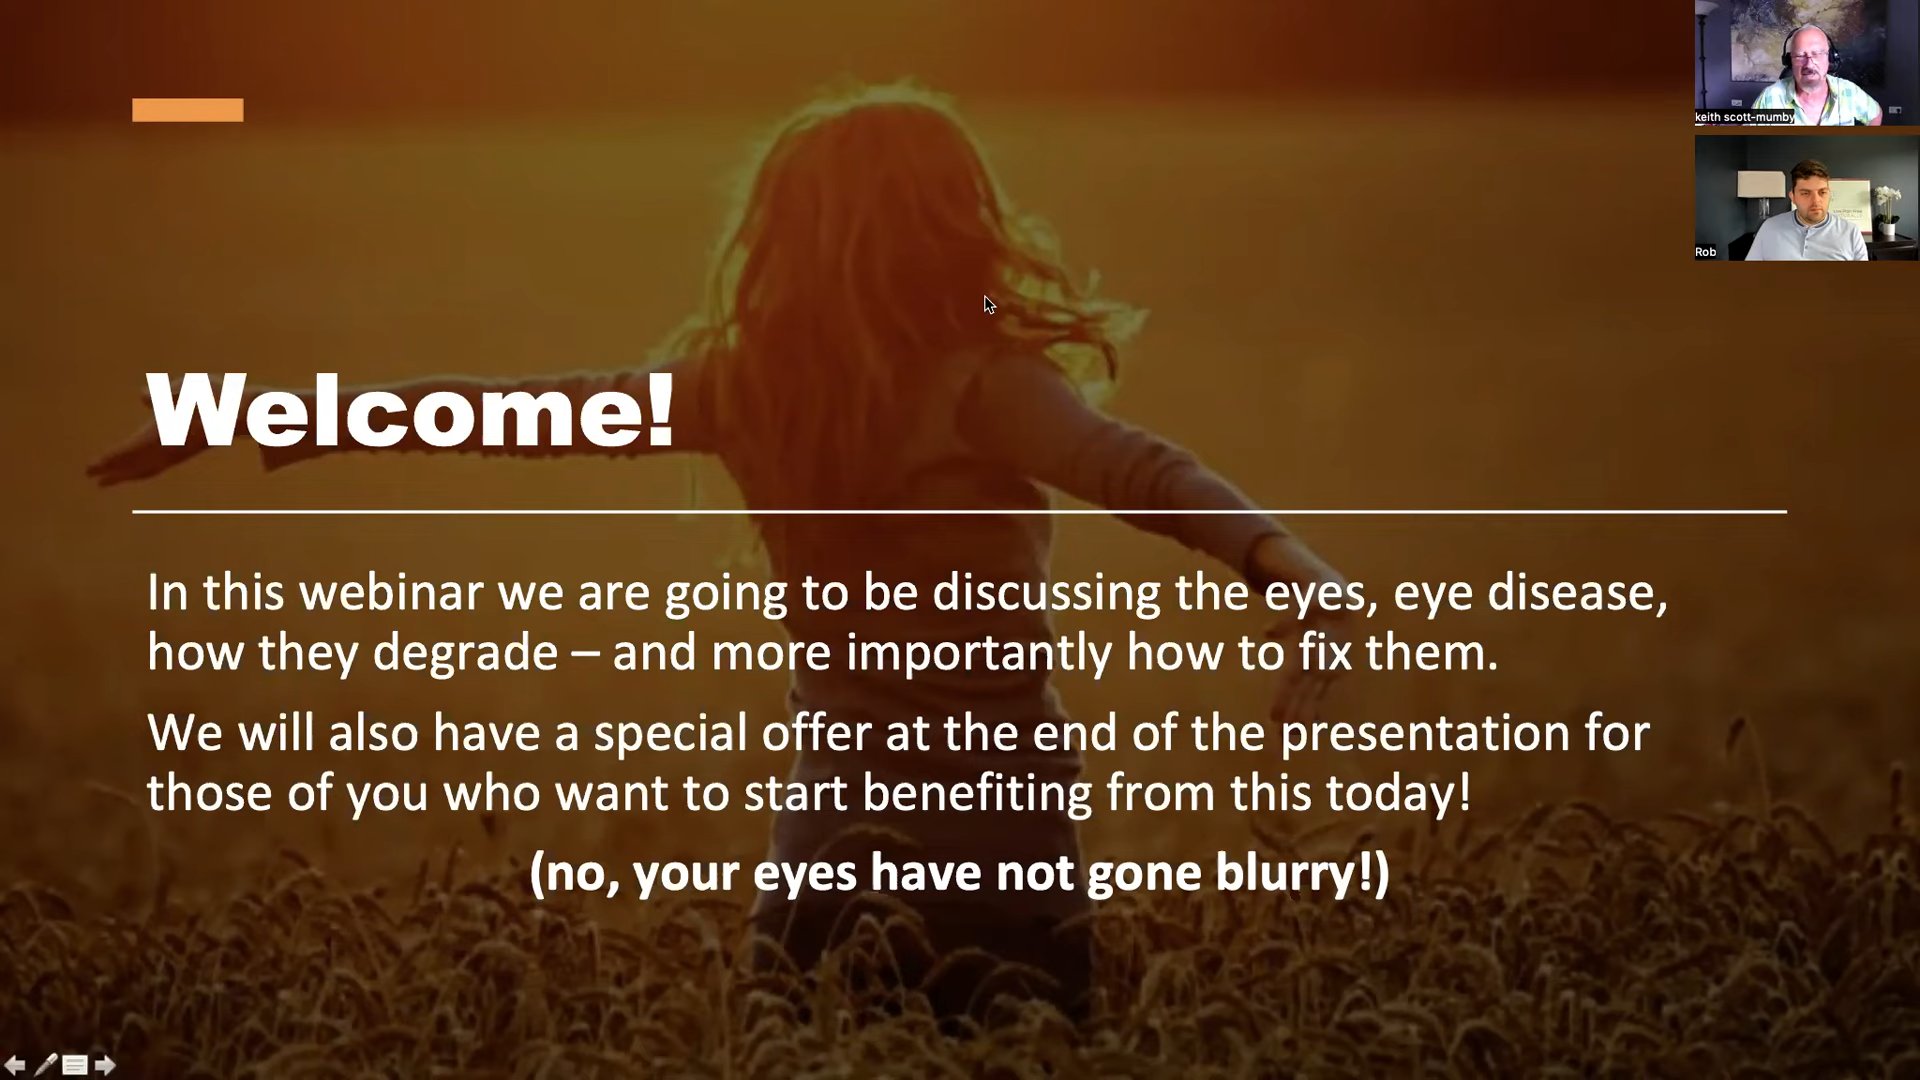 keith scott-mumby
Rob
Welcome!
In this webinar we are going to be discussing the eyes, eye disease,
how they degrade – and more importantly how to fix them.
We will also have a special offer at the end of the presentation for
those of you who want to start benefiting from this today!
(no, your eyes have not gone blurry!)